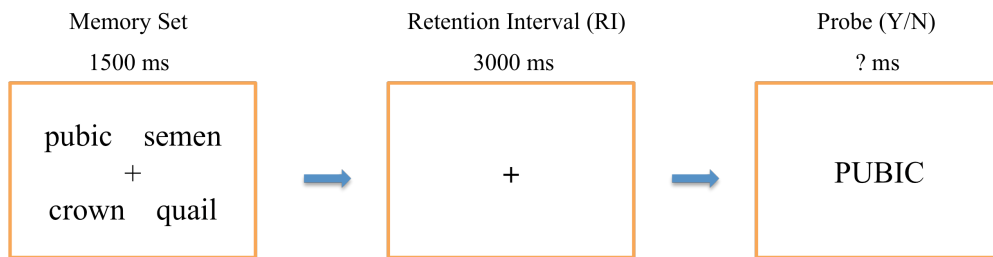 Memory Set
1500 ms
pubic semen
+
crown quail
Retention Interval (RI)
3000 ms
+
Probe (Y/N)
? ms
PUBIC